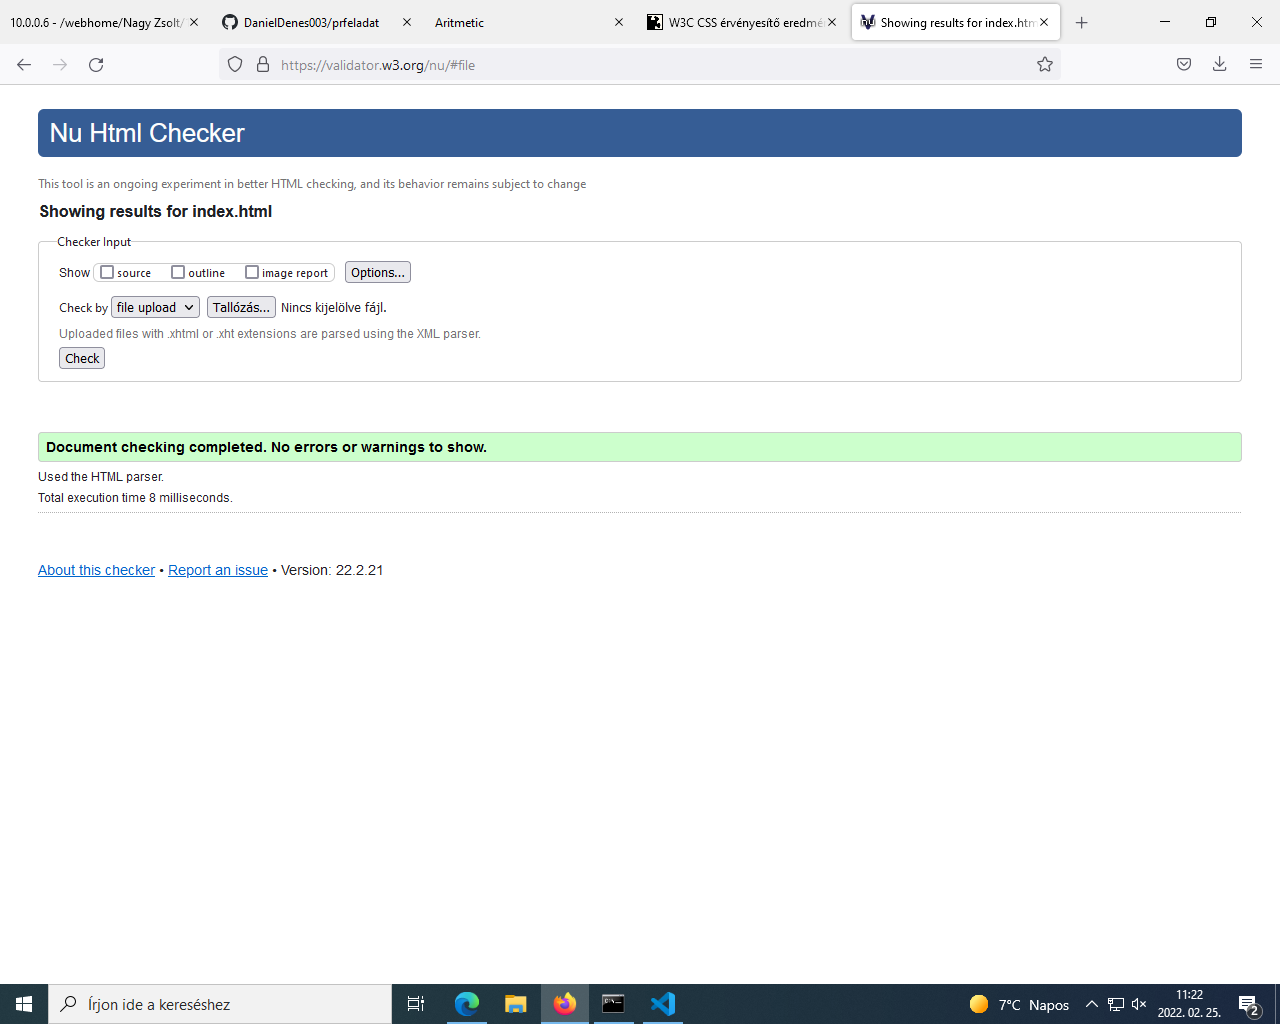 10.0.0.6 - /webhome/Nagy Zsolt/
DanielDenes003/prfeladat
Aritmetic
W3C CSS érvényesítő eredmé
Showing results for index.htm
https://validator.w3.org/nu/#file
Nu Html Checker
This tool is an ongoing experiment in better HTML checking, and its behavior remains subject to change
Showing results for index.html
Checker Input
Show source outline image report Options...
Check by file upload Tallózás... Nincs kijelölve fájl.
Uploaded files with .xhtml or .xht extensions are parsed using the XML parser.
Check
Document checking completed. No errors or warnings to show.
Used the HTML parser.
Total execution time 8 milliseconds.
About this checker • Report an issue • Version: 22.2.21
Írjon ide a kereséshez
7°C Napos
11:22
2022. 02. 25.
2